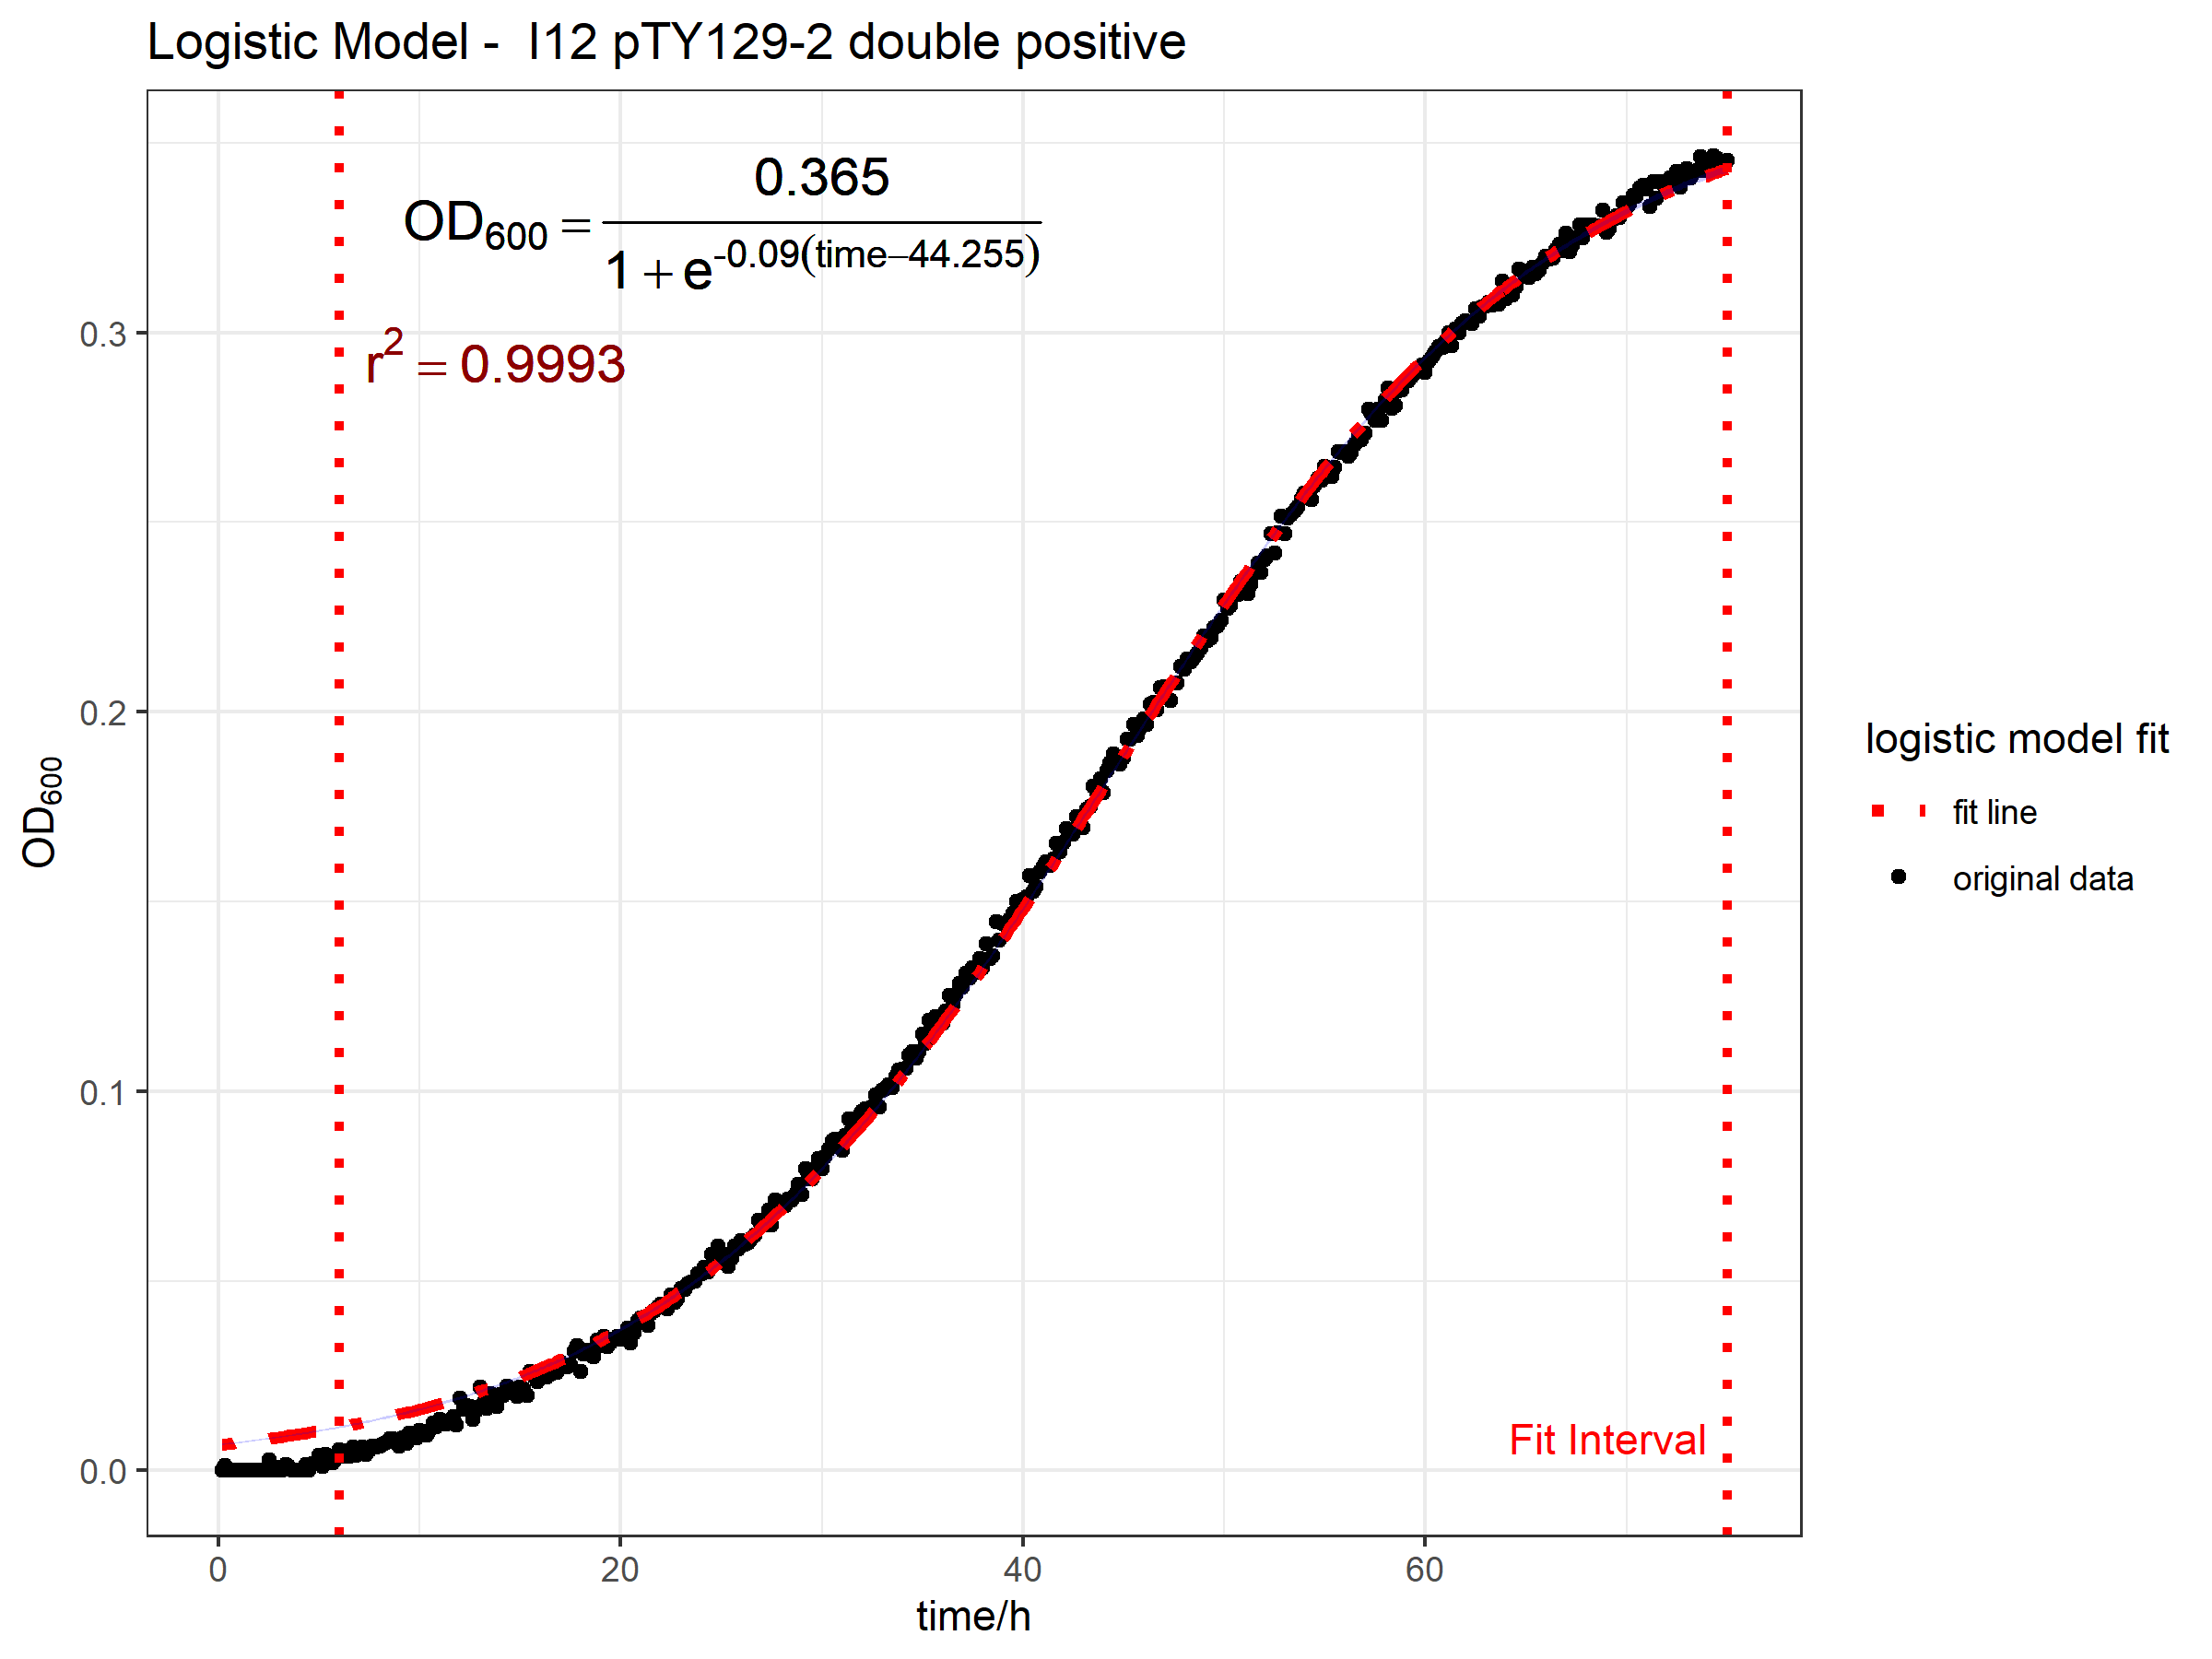 Logistic Model -  I12 pTY129-2 double positive
OD600 = 0.365 / 1 + e^-0.09(time−44.255)
r^2 = 0.9993
0.3
0.2
0.1
0.0
OD600
0 20 40 60
time/h
Fit Interval
logistic model fit
fit line
original data